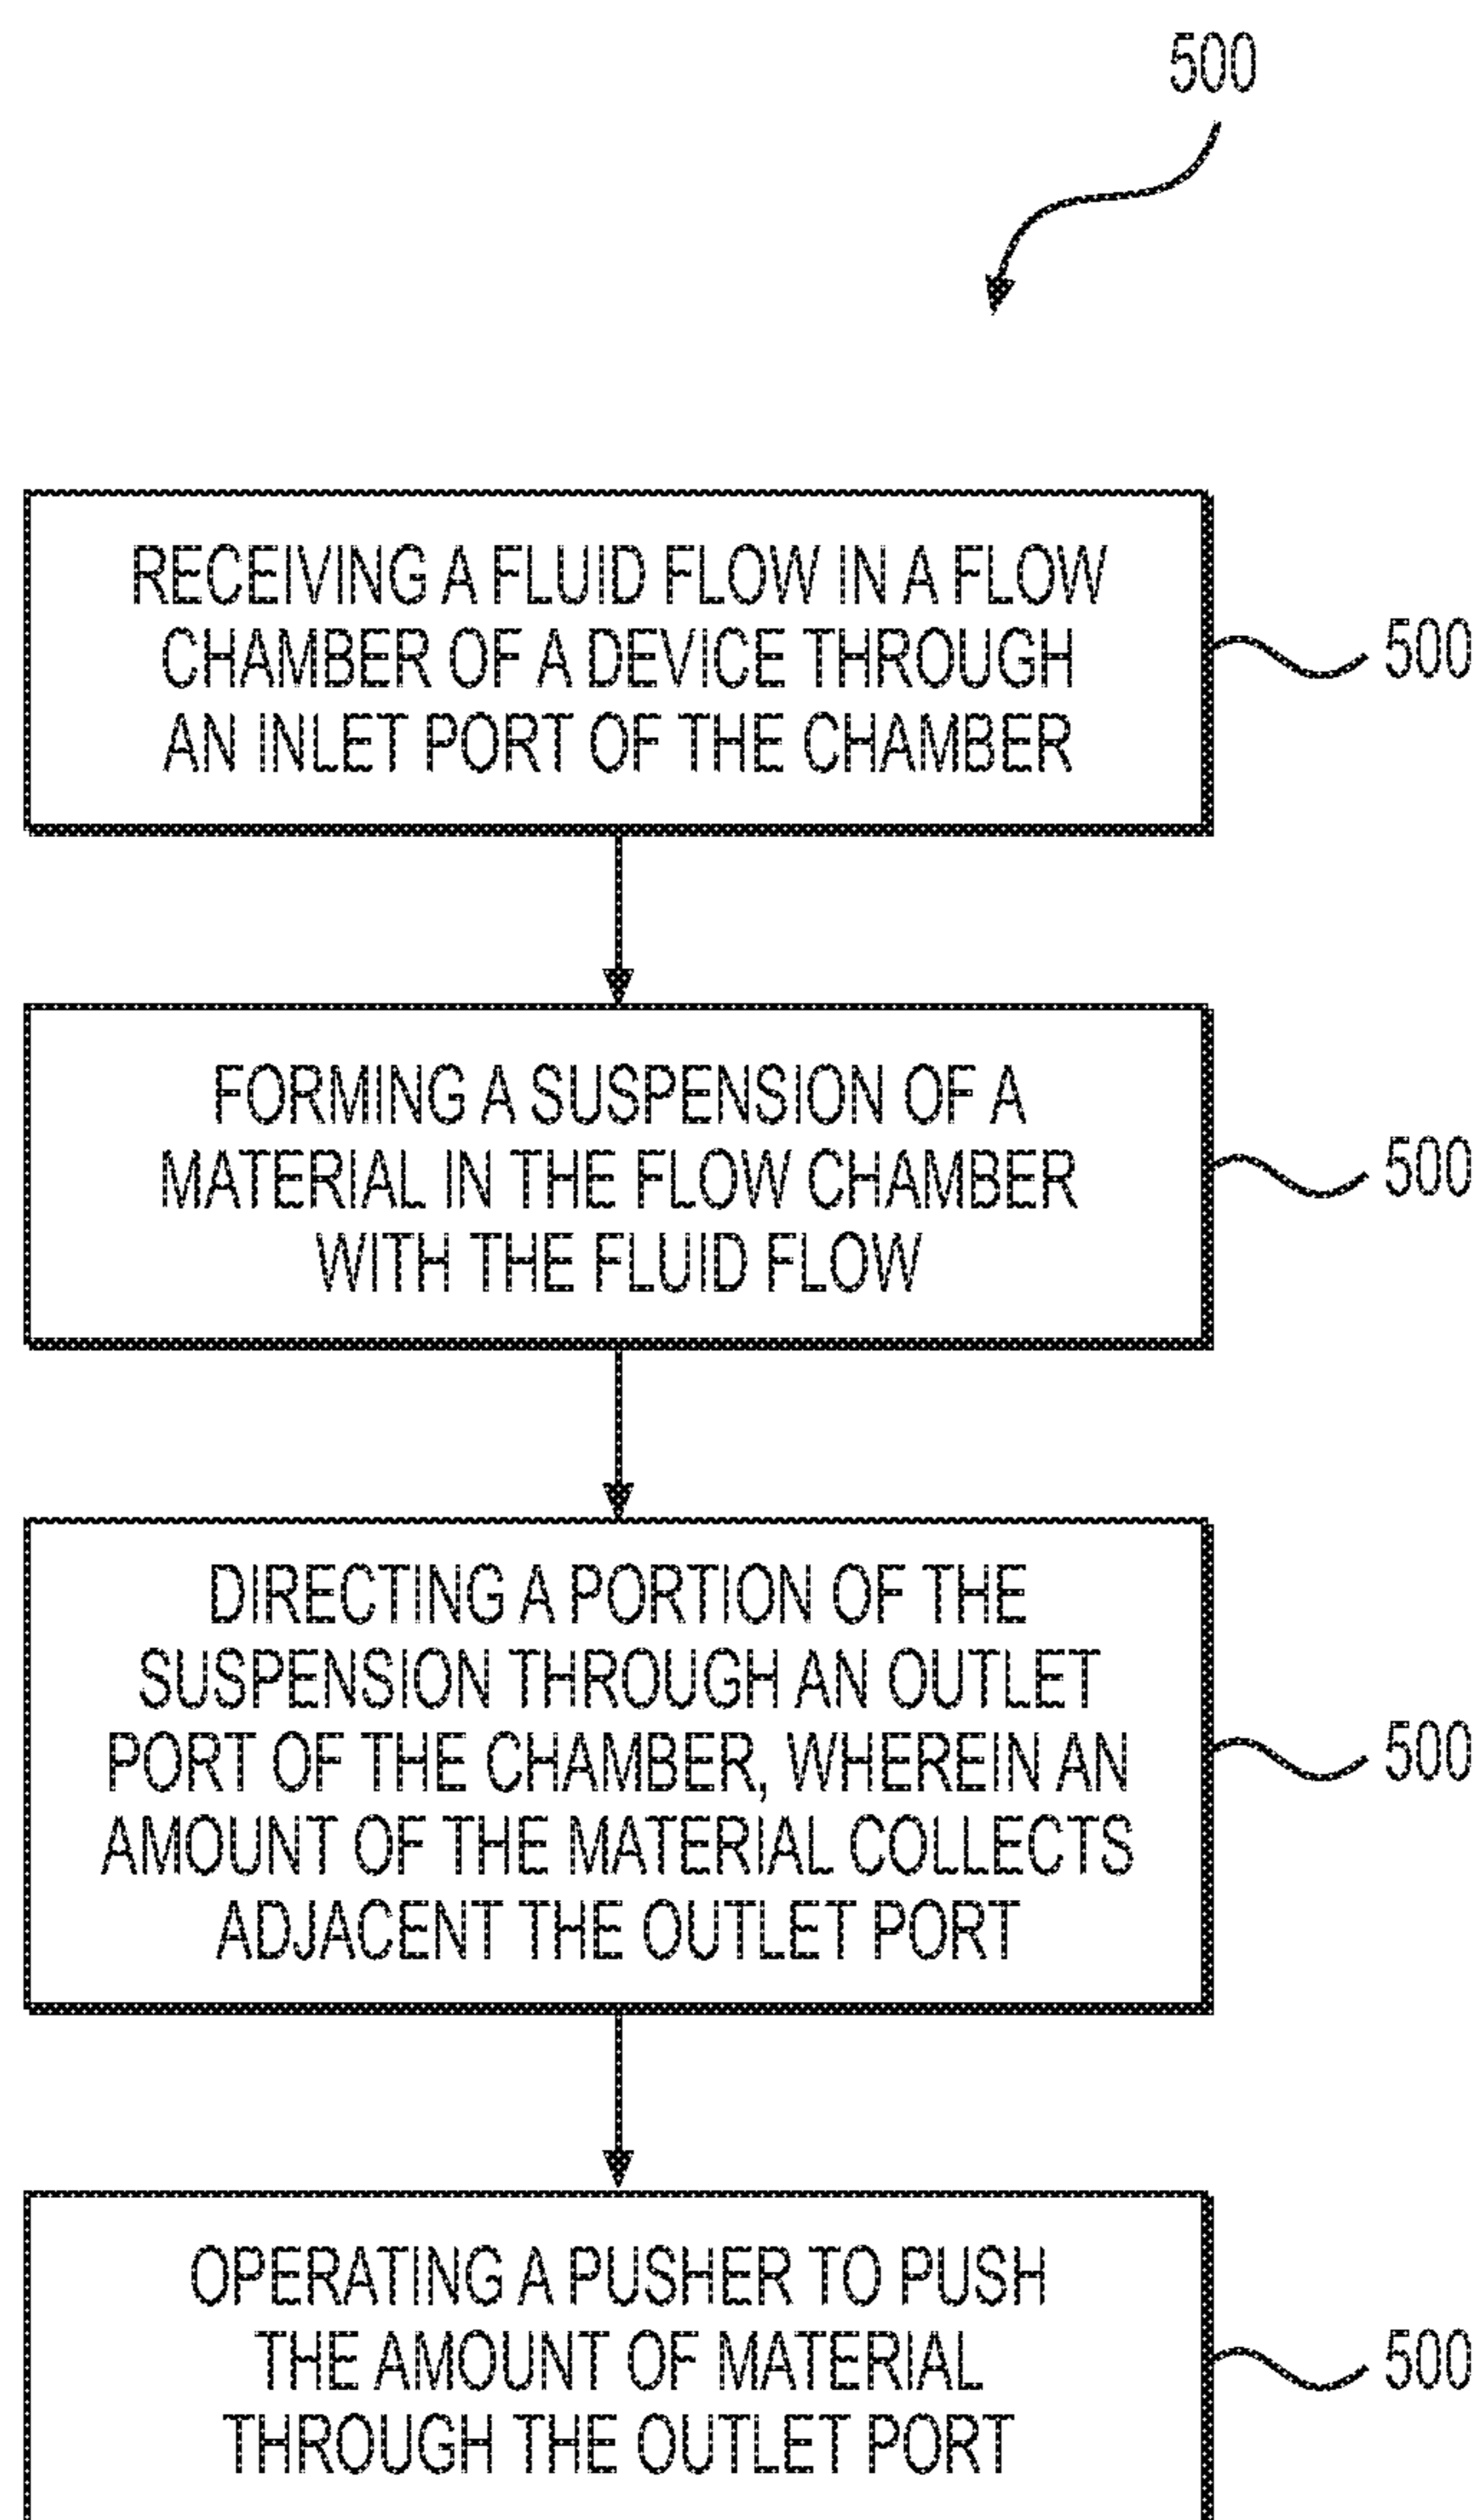 500
RECEIVING A FLUID FLOW IN A FLOW
CHAMBER OF A DEVICE THROUGH
AN INLET PORT OF THE CHAMBER
500
FORMING A SUSPENSION OF A
MATERIAL IN THE FLOW CHAMBER
WITH THE FLUID FLOW
500
DIRECTING A PORTION OF THE
SUSPENSION THROUGH AN OUTLET
PORT OF THE CHAMBER, WHEREIN AN
AMOUNT OF THE MATERIAL COLLECTS
ADJACENT THE OUTLET PORT
500
OPERATING A PUSHER TO PUSH
THE AMOUNT OF MATERIAL
THROUGH THE OUTLET PORT
500